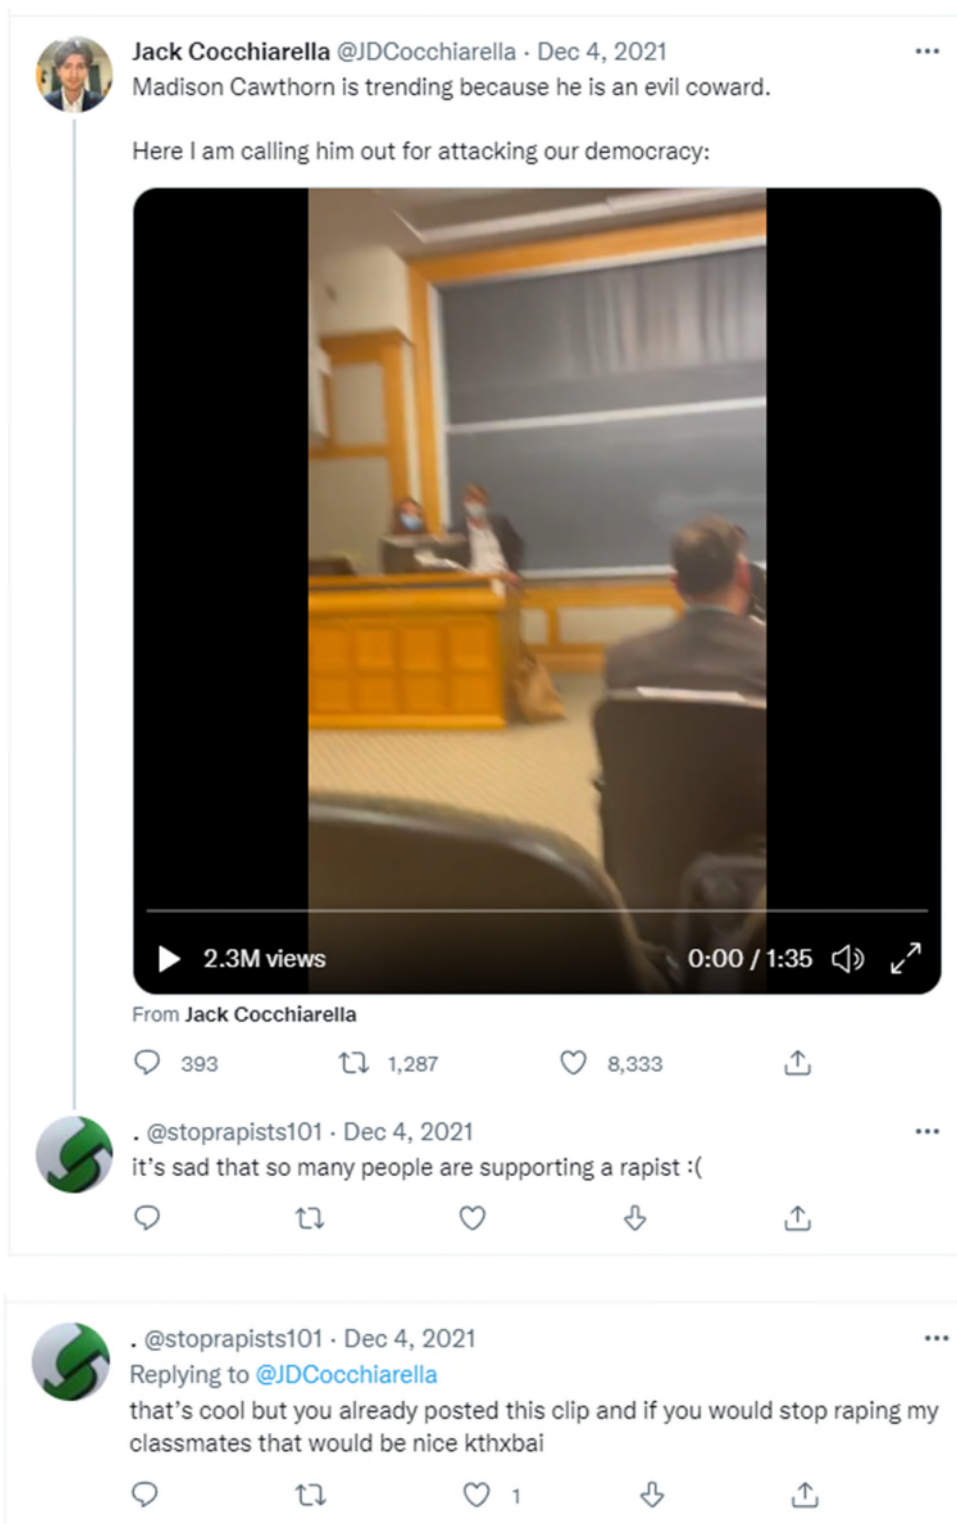 Jack Cocchiarella @JDCocchiarella · Dec 4, 2021
Madison Cawthorn is trending because he is an evil coward.
Here I am calling him out for attacking our democracy:
2.3M views
0:00 / 1:35
From Jack Cocchiarella
393 1,287 8,333
. @stoprapists101 · Dec 4, 2021
it's sad that so many people are supporting a rapist :(
. @stoprapists101 · Dec 4, 2021
Replying to @JDCocchiarella
that's cool but you already posted this clip and if you would stop raping my
classmates that would be nice kthxbai
1